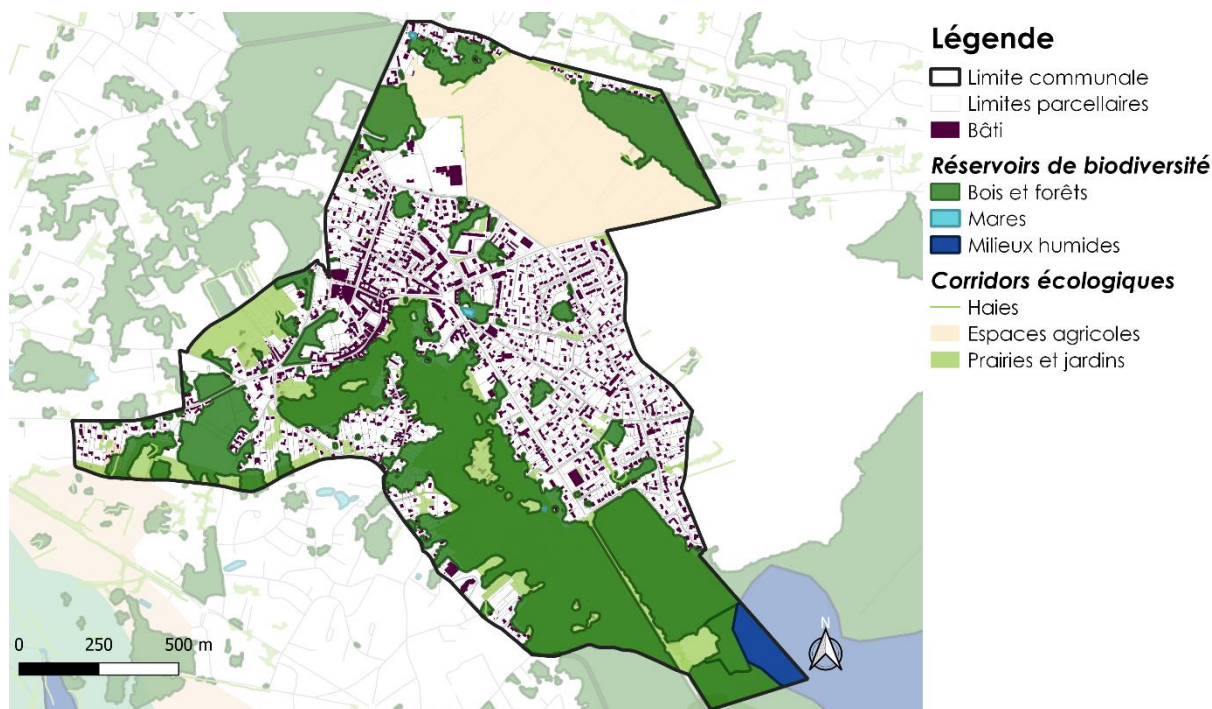 Légende
Limite communale
Limites parcellaires
Bâti
Réservoirs de biodiversité
Bois et forêts
Mares
Milieux humides
Corridors écologiques
Haies
Espaces agricoles
Prairies et jardins
N
0 250 500 m